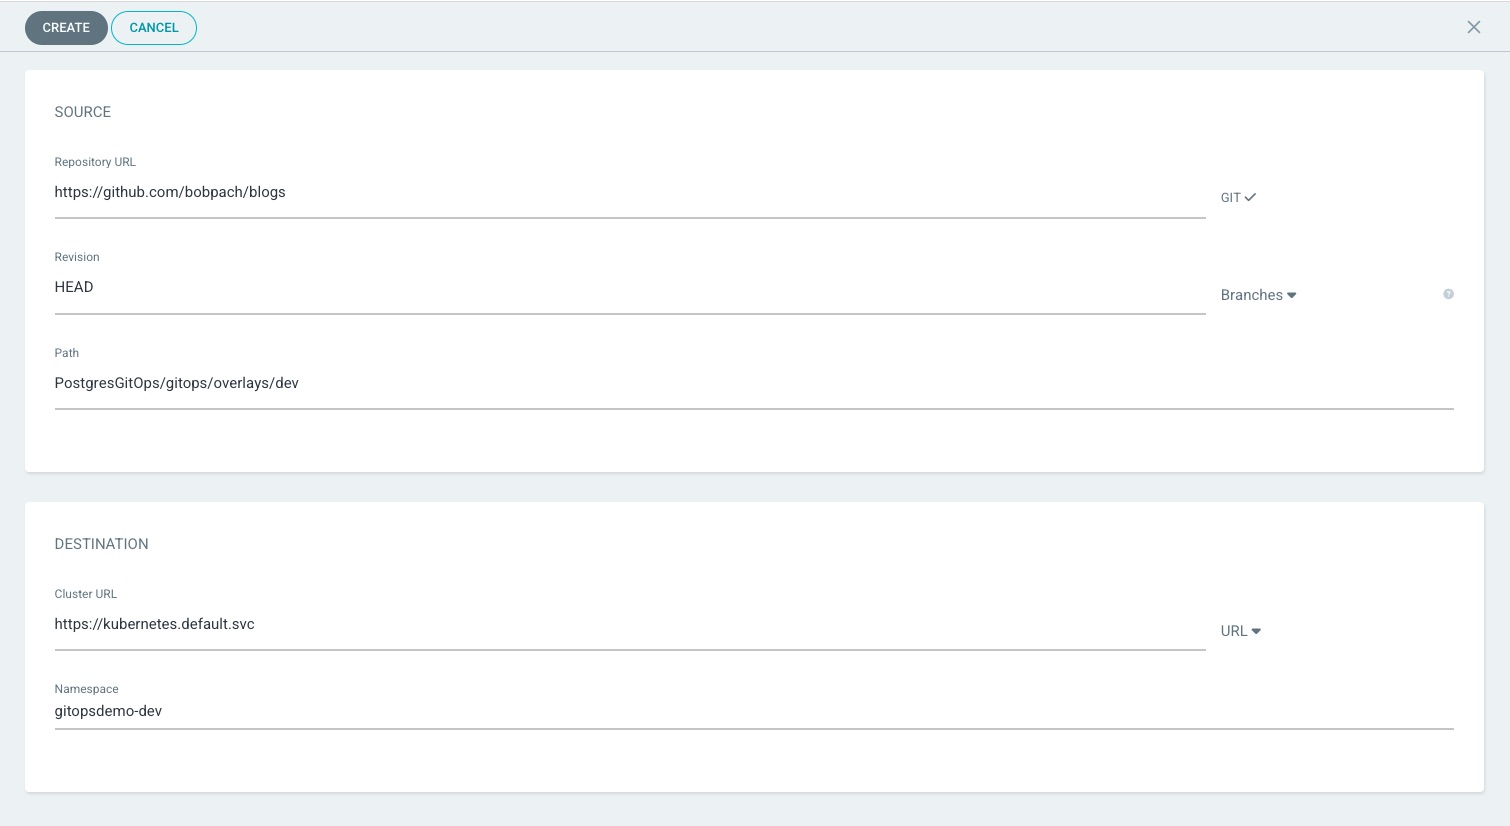 CREATE CANCEL
SOURCE
Repository URL
https://github.com/bobpach/blogs
GIT
Revision
HEAD
Branches
Path
PostgresGitOps/gitops/overlays/dev
DESTINATION
Cluster URL
https://kubernetes.default.svc
URL
Namespace
gitopsdemo-dev